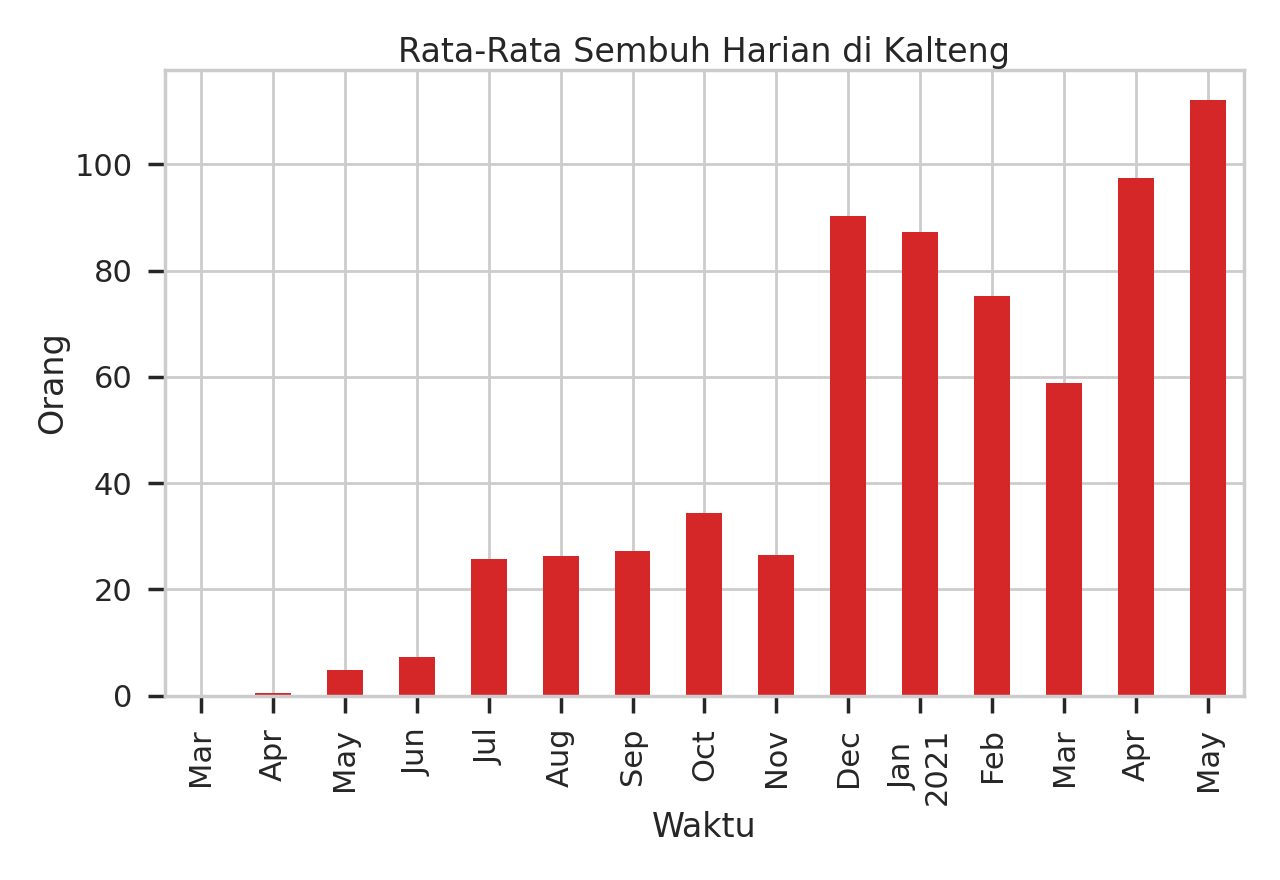 Rata-Rata Sembuh Harian di Kalteng
100
80
60
40
20
0
Orang
Mar
Apr
May
Jun
Jul
Aug
Sep
Oct
Nov
Dec
Jan
2021
Feb
Mar
Apr
May
Waktu